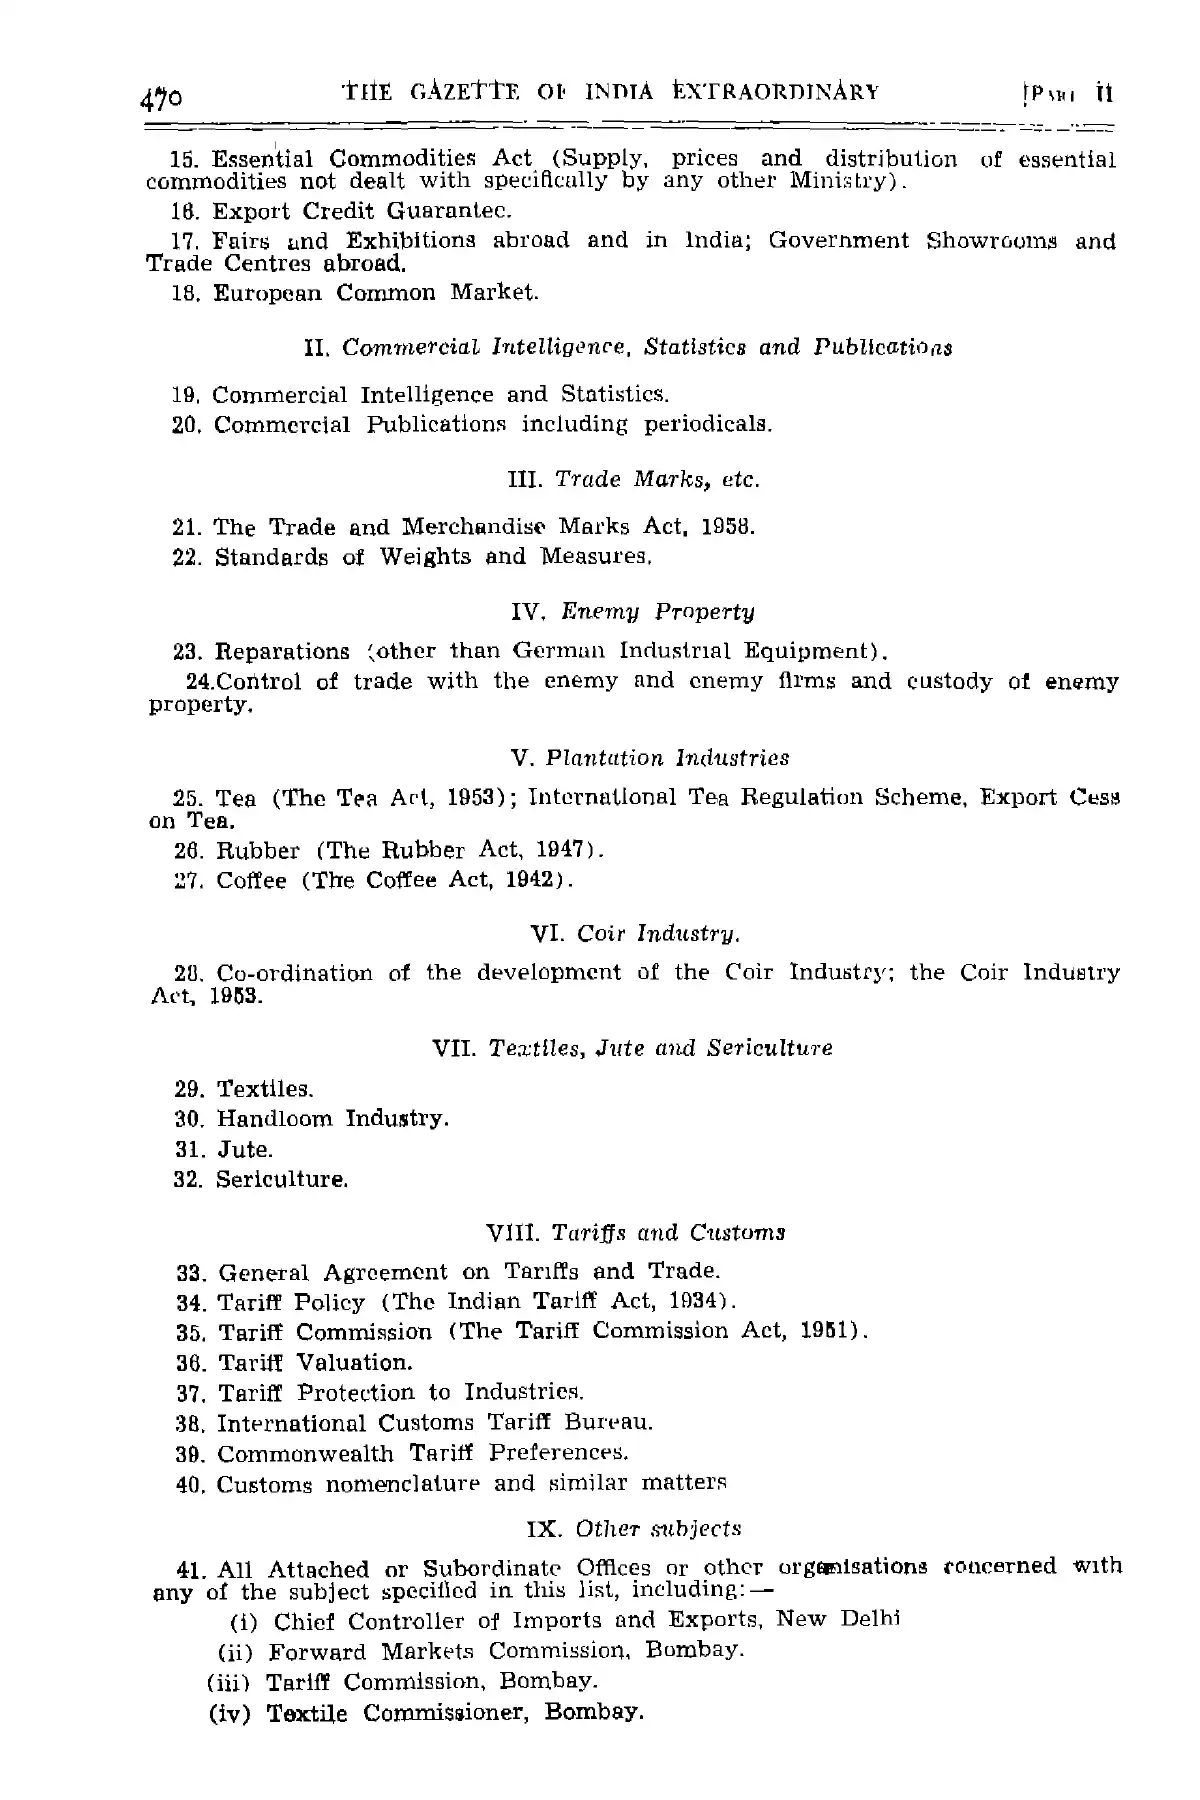 470 THE GAZETTE OF INDIA EXTRAORDINARY [PART II
15. Essential Commodities Act (Supply, prices and distribution of essential
commodities not dealt with specifically by any other Ministry).
16. Export Credit Guarantee.
17. Fairs and Exhibitions abroad and in India; Government Showrooms and
Trade Centres abroad.
18. European Common Market.
II. Commercial Intelligence, Statistics and Publications
19. Commercial Intelligence and Statistics.
20. Commercial Publications including periodicals.
III. Trade Marks, etc.
21. The Trade and Merchandise Marks Act, 1958.
22. Standards of Weights and Measures.
IV. Enemy Property
23. Reparations (other than German Industrial Equipment).
24.Control of trade with the enemy and enemy firms and custody of enemy
property.
V. Plantation Industries
25. Tea (The Tea Act, 1953); International Tea Regulation Scheme, Export Cess
on Tea.
26. Rubber (The Rubber Act, 1947).
27. Coffee (The Coffee Act, 1942).
VI. Coir Industry.
28. Co-ordination of the development of the Coir Industry; the Coir Industry
Act, 1953.
VII. Textiles, Jute and Sericulture
29. Textiles.
30. Handloom Industry.
31. Jute.
32. Sericulture.
VIII. Tariffs and Customs
33. General Agreement on Tariffs and Trade.
34. Tariff Policy (The Indian Tariff Act, 1934).
35. Tariff Commission (The Tariff Commission Act, 1951).
36. Tariff Valuation.
37. Tariff Protection to Industries.
38. International Customs Tariff Bureau.
39. Commonwealth Tariff Preferences.
40. Customs nomenclature and similar matters
IX. Other subjects
41. All Attached or Subordinate Offices or other organisations concerned with
any of the subject specified in this list, including:—
(i) Chief Controller of Imports and Exports, New Delhi
(ii) Forward Markets Commission, Bombay.
(iii) Tariff Commission, Bombay.
(iv) Textile Commissioner, Bombay.